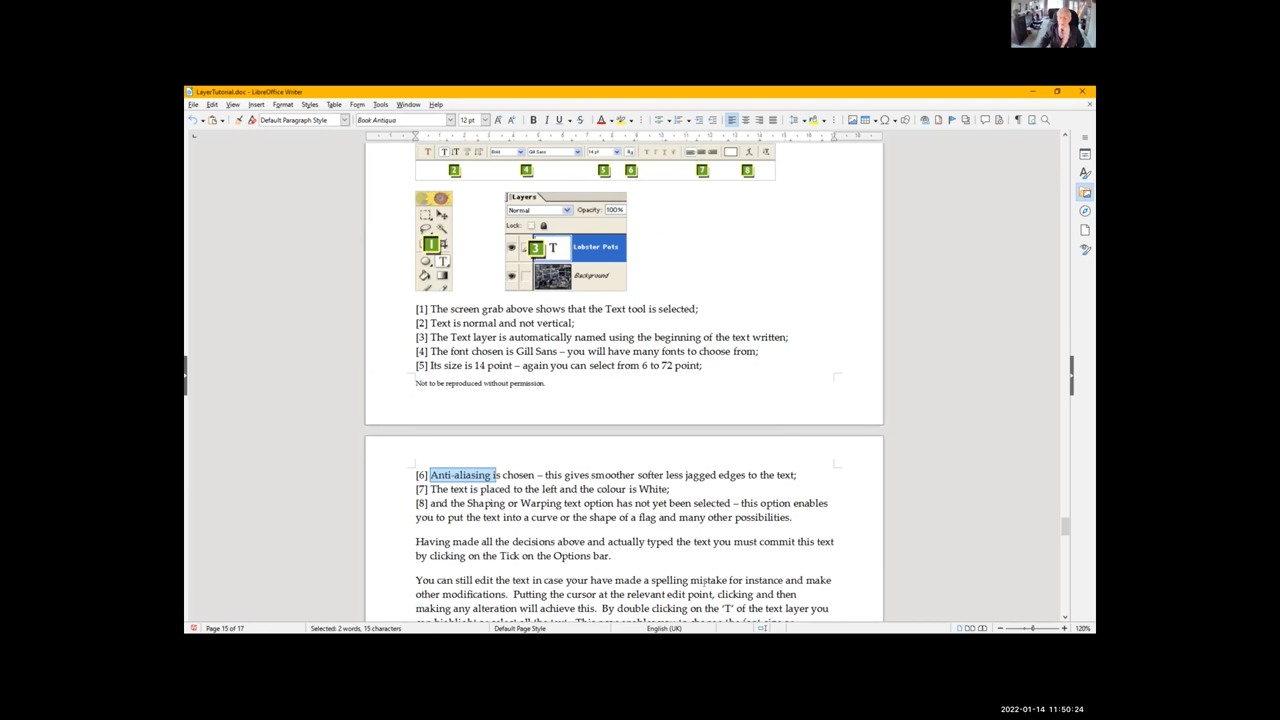 LayerTutorial.doc - LibreOffice Writer
File Edit View Insert Format Styles Table Form Tools Window Help
Default Paragraph Style Book Antiqua 12 pt
Bold Gill Sans 14 pt
2 4 5 6 7 8
Layers
Normal Opacity: 100%
Lock:
1 3 T Lobster Pots
T Background
[1] The screen grab above shows that the Text tool is selected;
[2] Text is normal and not vertical;
[3] The Text layer is automatically named using the beginning of the text written;
[4] The font chosen is Gill Sans – you will have many fonts to choose from;
[5] Its size is 14 point – again you can select from 6 to 72 point;
Not to be reproduced without permission.
[6] Anti-aliasing is chosen – this gives smoother softer less jagged edges to the text;
[7] The text is placed to the left and the colour is White;
[8] and the Shaping or Warping text option has not yet been selected – this option enables
you to put the text into a curve or the shape of a flag and many other possibilities.
Having made all the decisions above and actually typed the text you must commit this text
by clicking on the Tick on the Options bar.
You can still edit the text in case your have made a spelling mistake for instance and make
other modifications. Putting the cursor at the relevant edit point, clicking and then
making any alteration will achieve this. By double clicking on the 'T' of the text layer you
Page 15 of 17 Selected: 2 words, 15 characters Default Page Style English (UK) 120%
2022-01-14 11:50:24